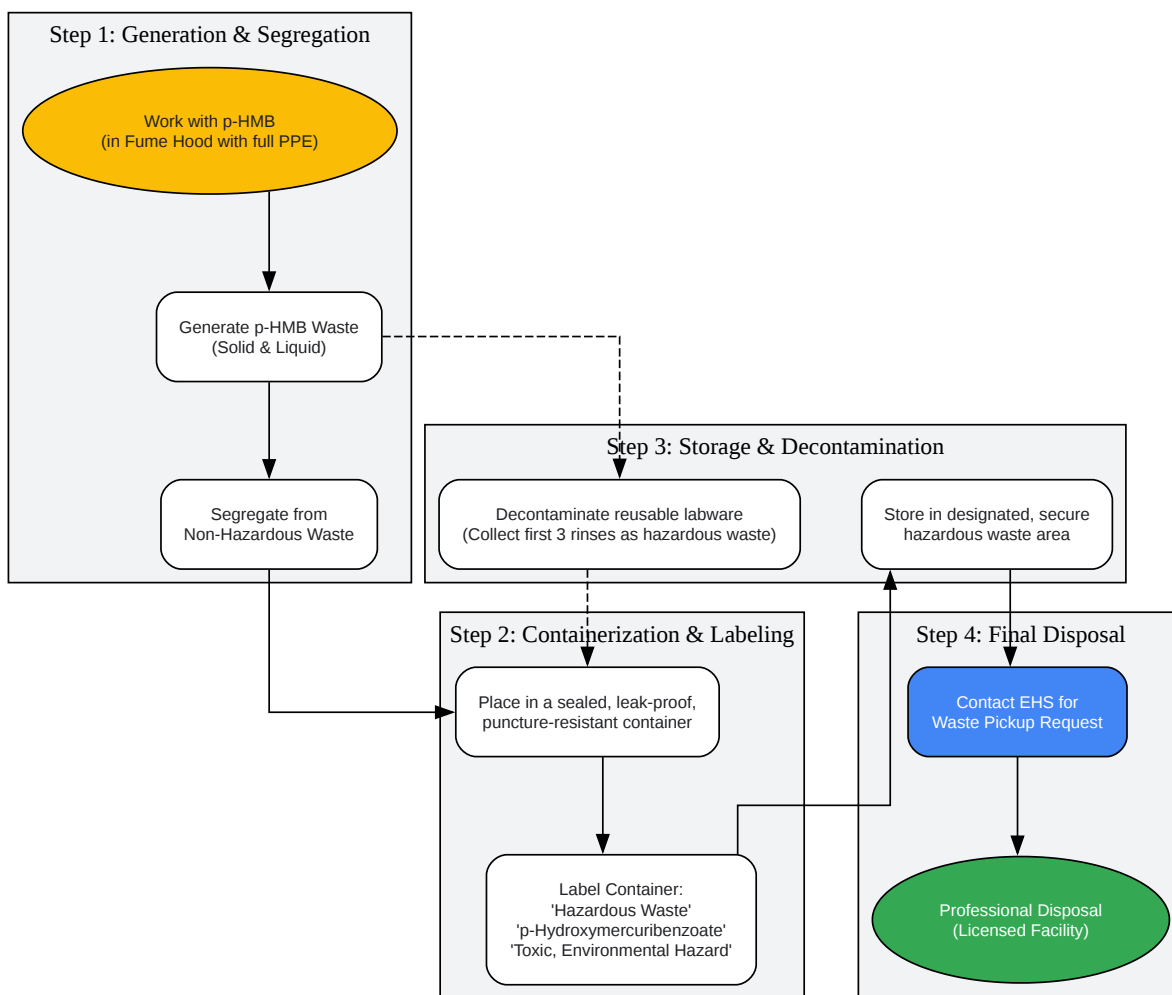 Step 1: Generation & Segregation
Work with p-HMB
(in Fume Hood with full PPE)
Generate p-HMB Waste
(Solid & Liquid)
Segregate from
Non-Hazardous Waste
Step 3: Storage & Decontamination
Decontaminate reusable labware
(Collect first 3 rinses as hazardous waste)
Store in designated, secure
hazardous waste area
Step 2: Containerization & Labeling
Place in a sealed, leak-proof,
puncture-resistant container
Label Container:
'Hazardous Waste'
'p-Hydroxymercuribenzoate'
'Toxic, Environmental Hazard'
Step 4: Final Disposal
Contact EHS for
Waste Pickup Request
Professional Disposal
(Licensed Facility)